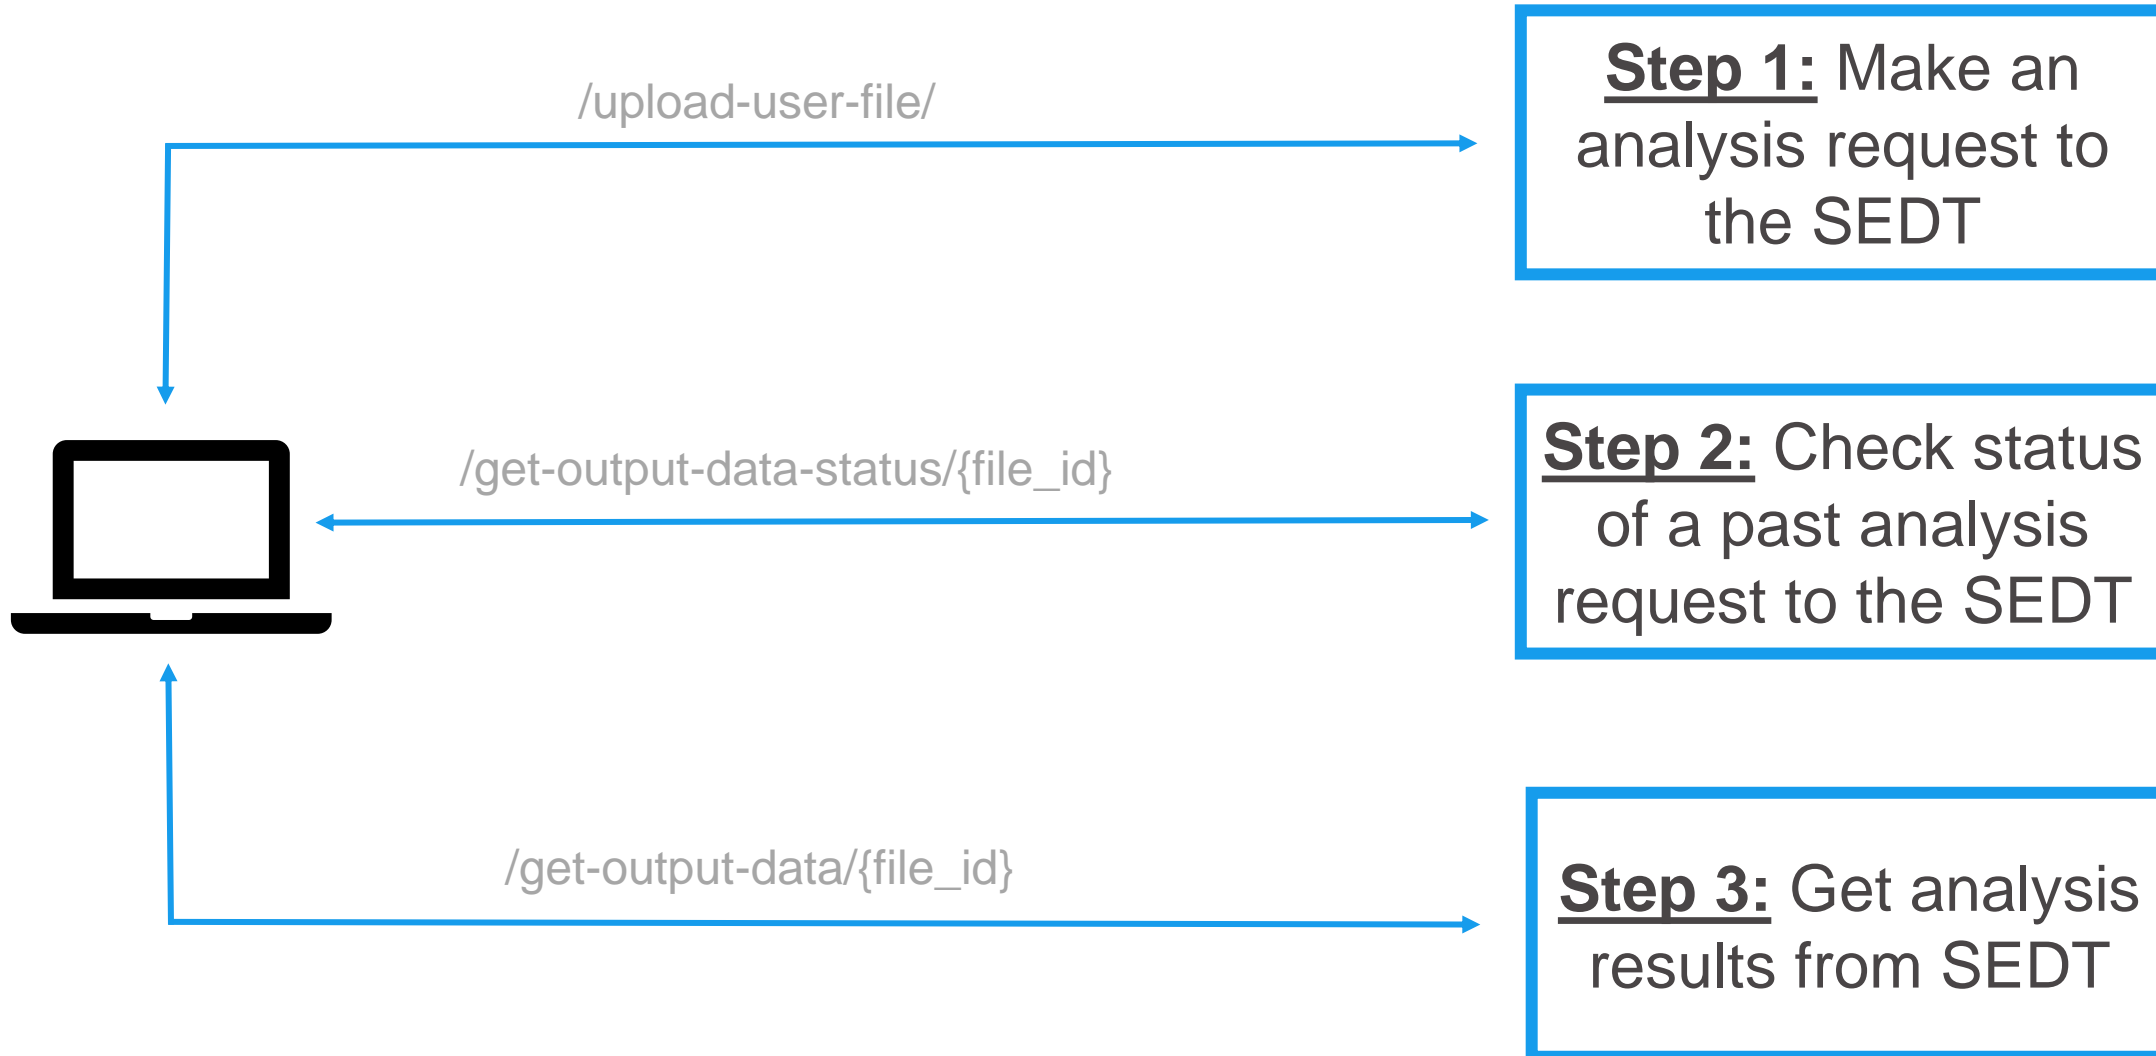 /upload-user-file/
Step 1: Make an
analysis request to
the SEDT
/get-output-data-status/{file_id}
Step 2: Check status
of a past analysis
request to the SEDT
/get-output-data/{file_id}
Step 3: Get analysis
results from SEDT